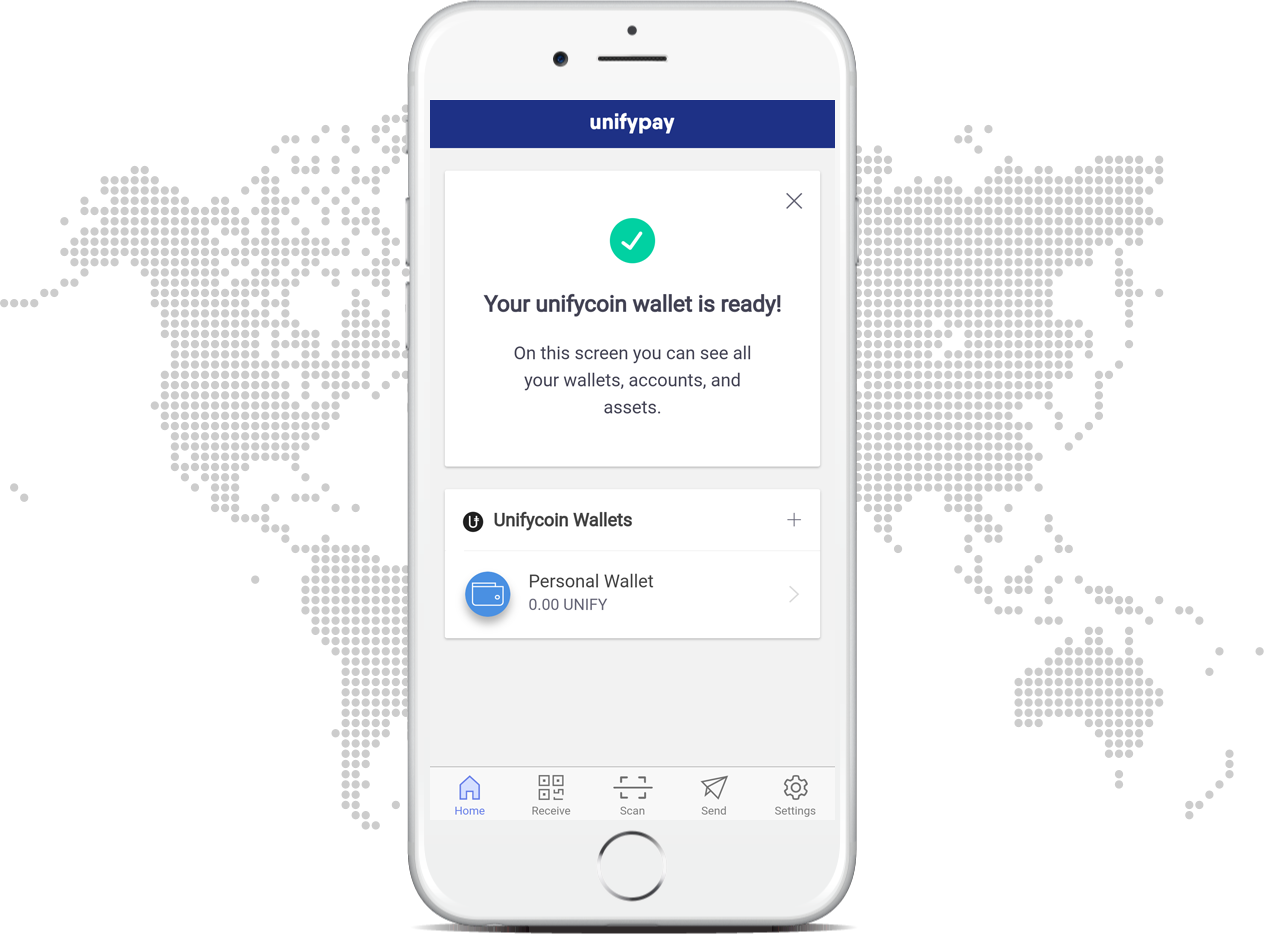 unifypay
Your unifycoin wallet is ready!
On this screen you can see all
your wallets, accounts, and
assets.
Unifycoin Wallets
Personal Wallet
0.00 UNIFY
Home
Receive
Scan
Send
Settings